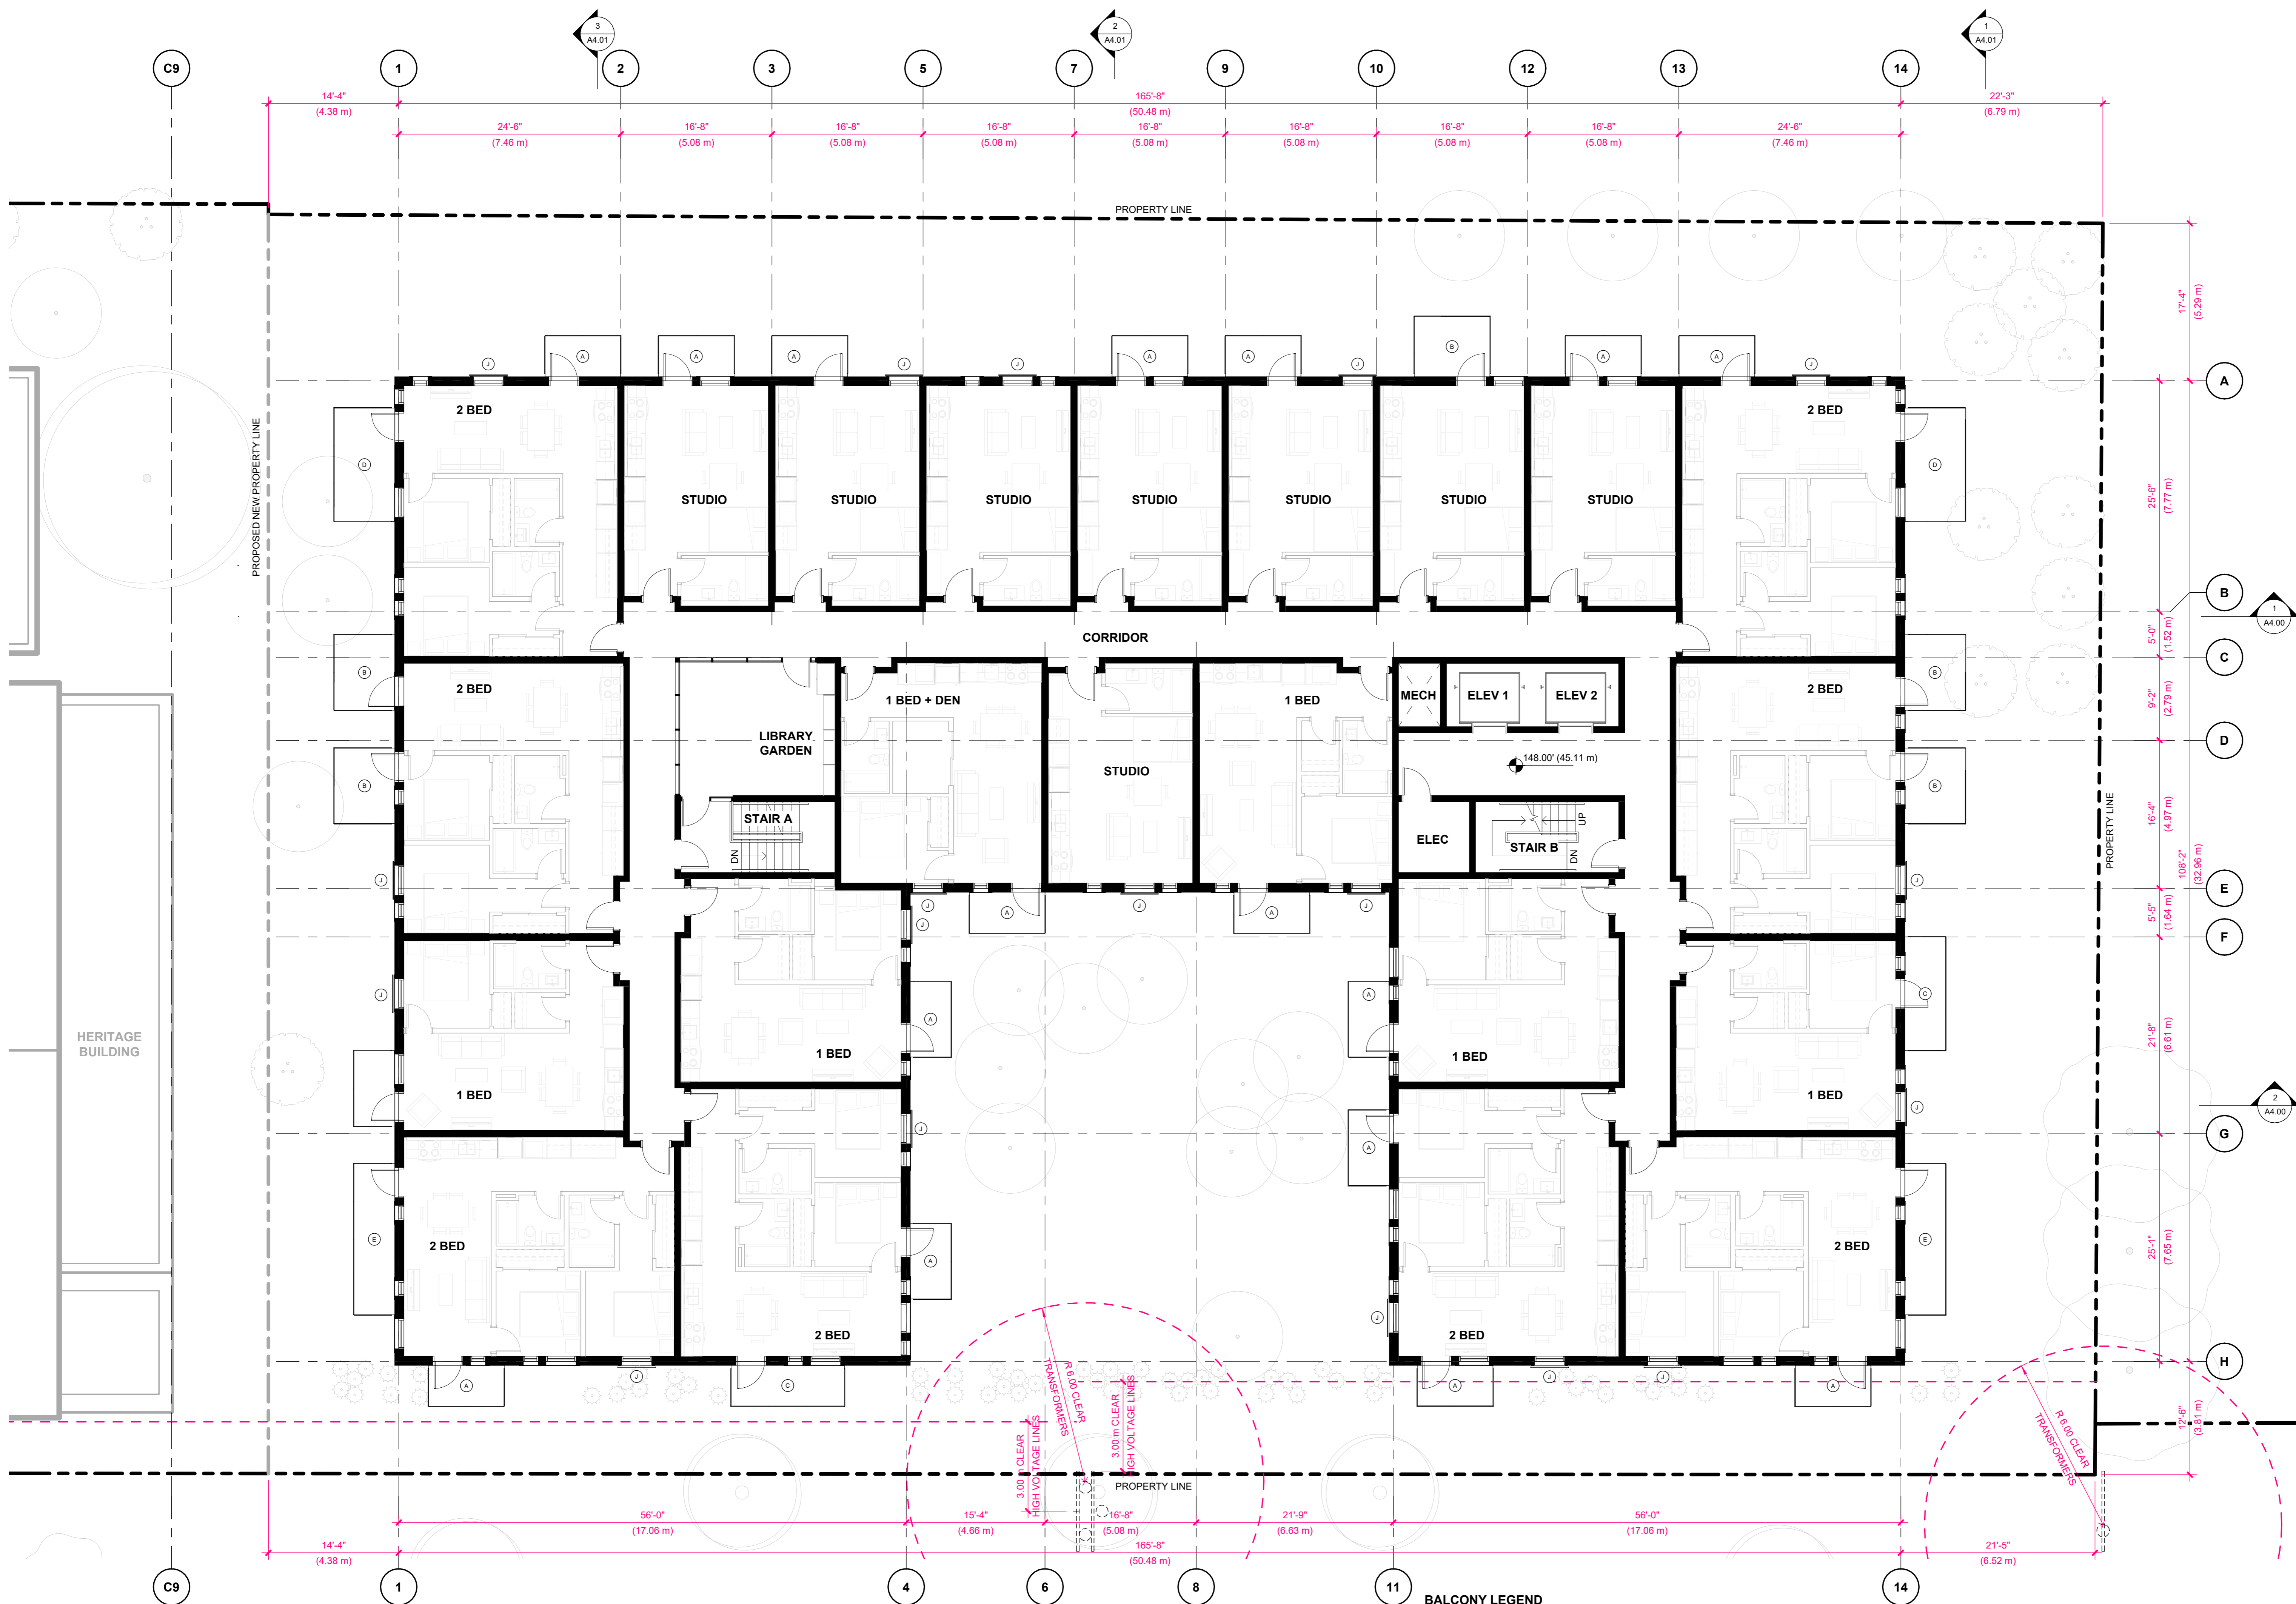 3
A4.01
2
A4.01
1
A4.01
C9
1
2
3
5
7
9
10
12
13
14
14'-4"
(4.38 m)
165'-8"
(50.48 m)
22'-3"
(6.79 m)
24'-6"
(7.46 m)
16'-8"
(5.08 m)
16'-8"
(5.08 m)
16'-8"
(5.08 m)
16'-8"
(5.08 m)
16'-8"
(5.08 m)
16'-8"
(5.08 m)
16'-8"
(5.08 m)
24'-6"
(7.46 m)
PROPERTY LINE
17'-4"
(5.29 m)
J
A
A
A
J
J
A
A
J
B
A
A
J
A
2 BED
2 BED
D
D
PROPOSED NEW PROPERTY LINE
STUDIO
STUDIO
STUDIO
STUDIO
STUDIO
STUDIO
STUDIO
25'-6"
(7.77 m)
B
1
A4.00
5'-0"
(1.52 m)
CORRIDOR
C
B
B
2 BED
1 BED + DEN
1 BED
MECH
ELEV 1
ELEV 2
2 BED
9'-2"
(2.79 m)
LIBRARY
GARDEN
D
148.00' (45.11 m)
STUDIO
B
B
STAIR A
DN
ELEC
STAIR B
UP
DN
PROPERTY LINE
16'-4"
(4.97 m)
108'-2"
(32.96 m)
J
J
E
J
J
A
J
A
J
5'-5"
(1.64 m)
F
J
A
A
C
HERITAGE
BUILDING
1 BED
1 BED
1 BED
1 BED
21'-8"
(6.61 m)
2
A4.00
J
J
A
G
E
2 BED
A
2 BED
E
25'-1"
(7.65 m)
2 BED
2 BED
J
H
A
J
C
A
J
J
A
R 6.00 CLEAR
TRANSFORMERS
3.00 m CLEAR
HIGH VOLTAGE LINES
3.00 m CLEAR
HIGH VOLTAGE LINES
R 6.00 CLEAR
TRANSFORMERS
12'-6"
(3.81 m)
PROPERTY LINE
56'-0"
(17.06 m)
15'-4"
(4.66 m)
16'-8"
(5.08 m)
21'-9"
(6.63 m)
56'-0"
(17.06 m)
14'-4"
(4.38 m)
165'-8"
(50.48 m)
21'-5"
(6.52 m)
C9
1
4
6
8
11
14
BALCONY LEGEND